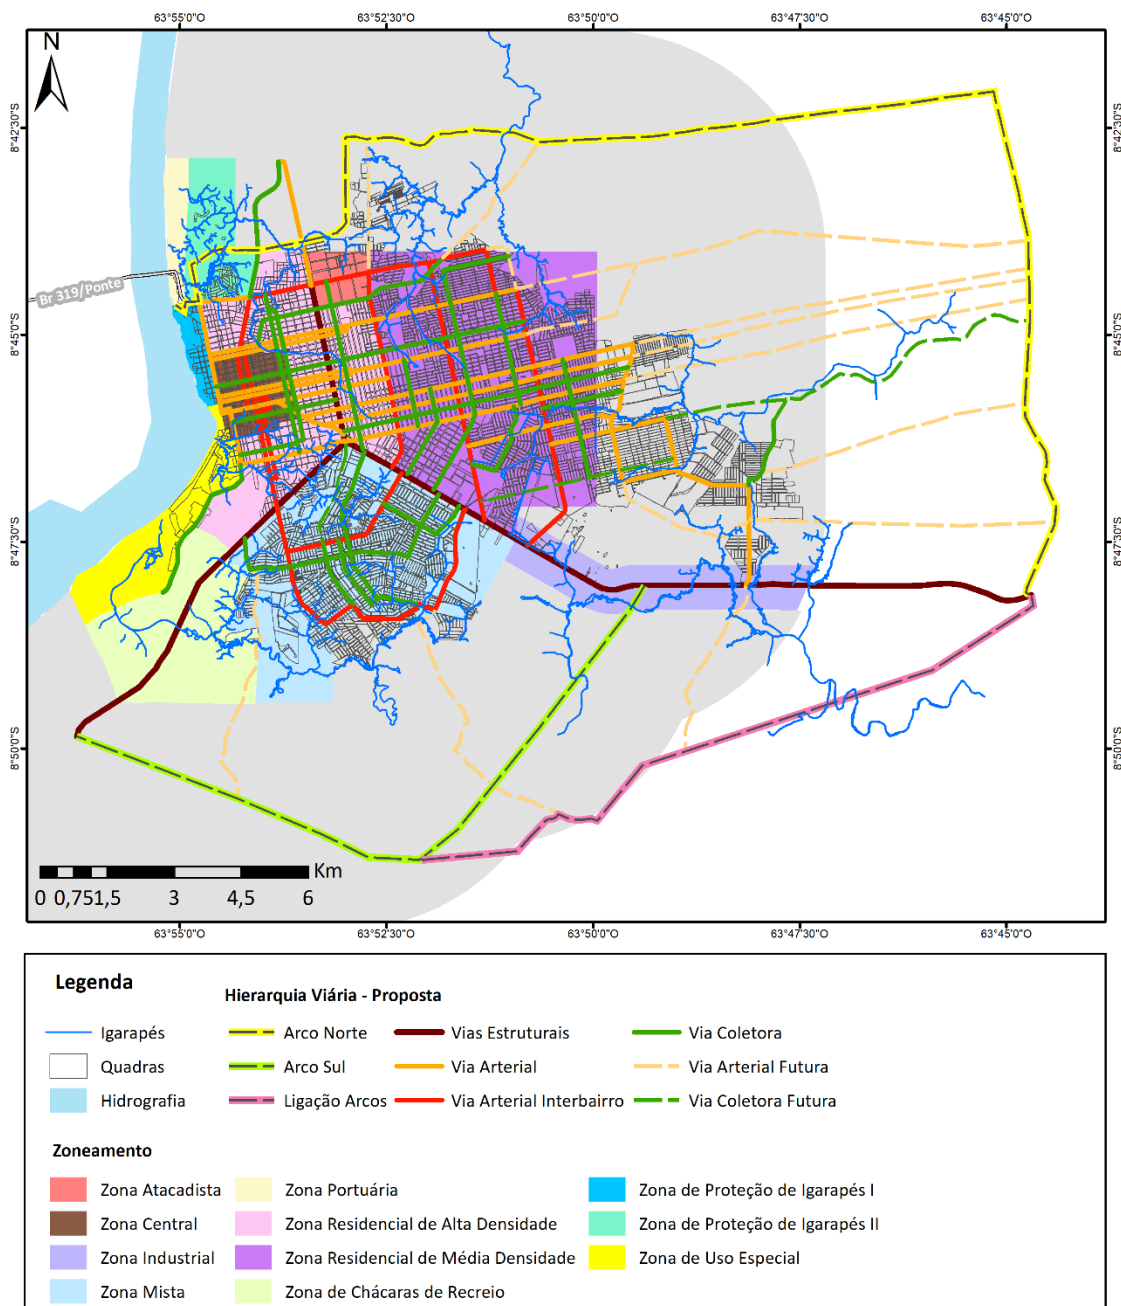 63°55'0"O 63°52'30"O 63°50'0"O 63°47'30"O 63°45'0"O
N
8°42'30"S 8°42'30"S
Br 319/Ponte
8°45'0"S 8°45'0"S
8°47'30"S 8°47'30"S
8°50'0"S 8°50'0"S
Km
0 0,75 1,5 3 4,5 6
63°55'0"O 63°52'30"O 63°50'0"O 63°47'30"O 63°45'0"O
Legenda
Hierarquia Viária - Proposta
Igarapés Arco Norte Vias Estruturais Via Coletora
Quadras Arco Sul Via Arterial Via Arterial Futura
Hidrografia Ligação Arcos Via Arterial Interbairro Via Coletora Futura
Zoneamento
Zona Atacadista Zona Portuária Zona de Proteção de Igarapés I
Zona Central Zona Residencial de Alta Densidade Zona de Proteção de Igarapés II
Zona Industrial Zona Residencial de Média Densidade Zona de Uso Especial
Zona Mista Zona de Chácaras de Recreio